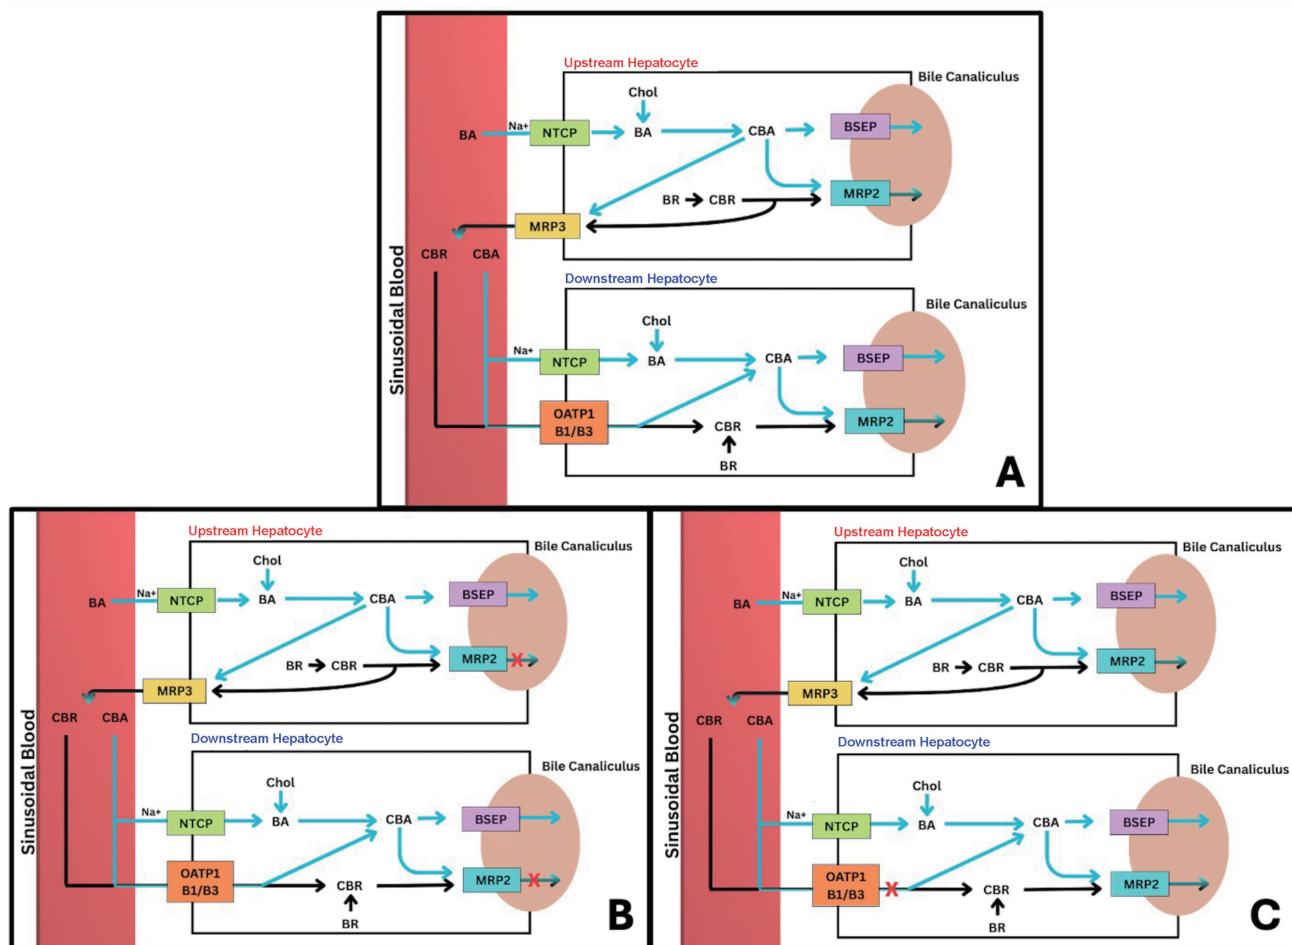 Upstream Hepatocyte
Bile Canaliculus
Chol
BA
Na+
NTCP
BA
CBA
BSEP
BR
CBR
MRP2
MRP3
CBR
CBA
Sinusoidal Blood
Downstream Hepatocyte
Bile Canaliculus
Chol
Na+
NTCP
BA
CBA
BSEP
OATP1
B1/B3
CBR
MRP2
BR
A
Upstream Hepatocyte
Bile Canaliculus
Chol
BA
Na+
NTCP
BA
CBA
BSEP
BR
CBR
MRP2
X
MRP3
CBR
CBA
Sinusoidal Blood
Downstream Hepatocyte
Bile Canaliculus
Chol
Na+
NTCP
BA
CBA
BSEP
OATP1
B1/B3
CBR
MRP2
X
BR
B
Upstream Hepatocyte
Bile Canaliculus
Chol
BA
Na+
NTCP
BA
CBA
BSEP
BR
CBR
MRP2
MRP3
CBR
CBA
Sinusoidal Blood
Downstream Hepatocyte
Bile Canaliculus
Chol
Na+
NTCP
BA
CBA
BSEP
OATP1
B1/B3
X
CBR
MRP2
BR
C